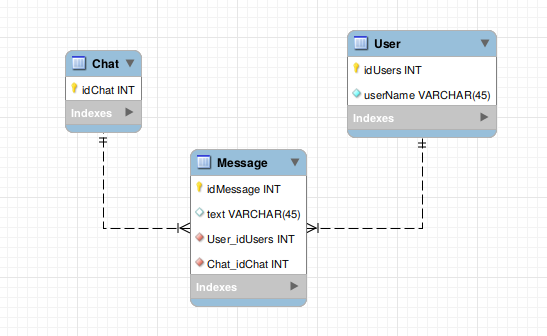 Chat
idChat INT
Indexes
User
idUsers INT
userName VARCHAR(45)
Indexes
Message
idMessage INT
text VARCHAR(45)
User_idUsers INT
Chat_idChat INT
Indexes